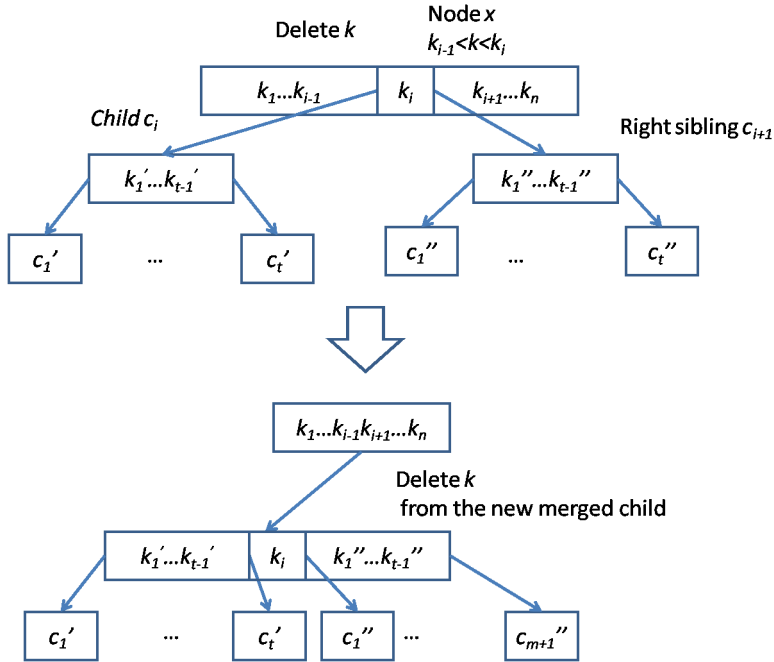 Delete k
Node x
kᵢ₋₁<k<kᵢ
k₁...kᵢ₋₁ kᵢ kᵢ₊₁...kₙ
Child cᵢ
Right sibling cᵢ₊₁
k₁′...kₜ₋₁′ k₁″...kₜ₋₁″
c₁′ ... cₜ′ c₁″ ... cₜ″
k₁...kᵢ₋₁kᵢ₊₁...kₙ
Delete k
from the new merged child
k₁′...kₜ₋₁′ kᵢ k₁″...kₜ₋₁″
c₁′ ... cₜ′ c₁″ ... cₘ₊₁″